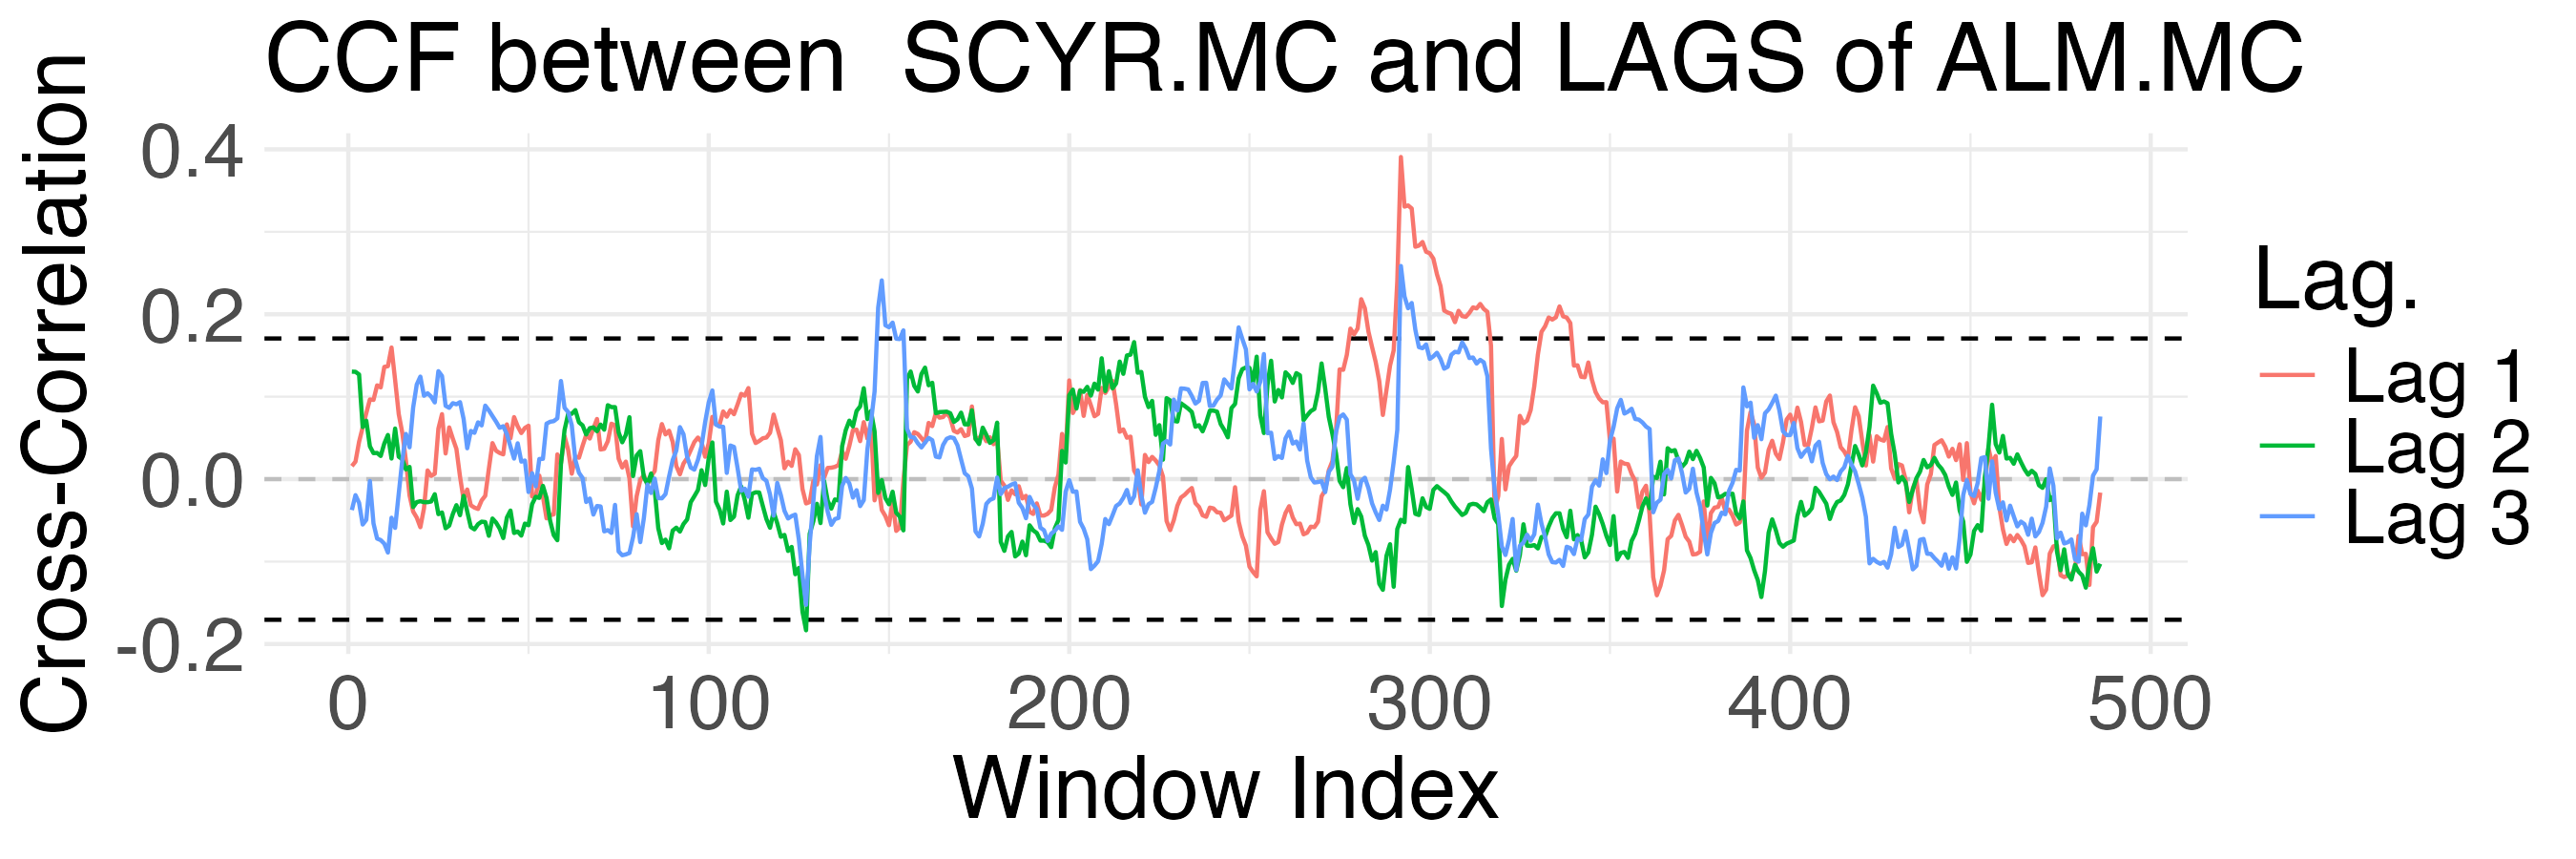 CCF between  SCYR.MC and LAGS of ALM.MC
Cross-Correlation
0.4
0.2
0.0
-0.2
0
100
200
300
400
500
Window Index
Lag.
Lag 1
Lag 2
Lag 3